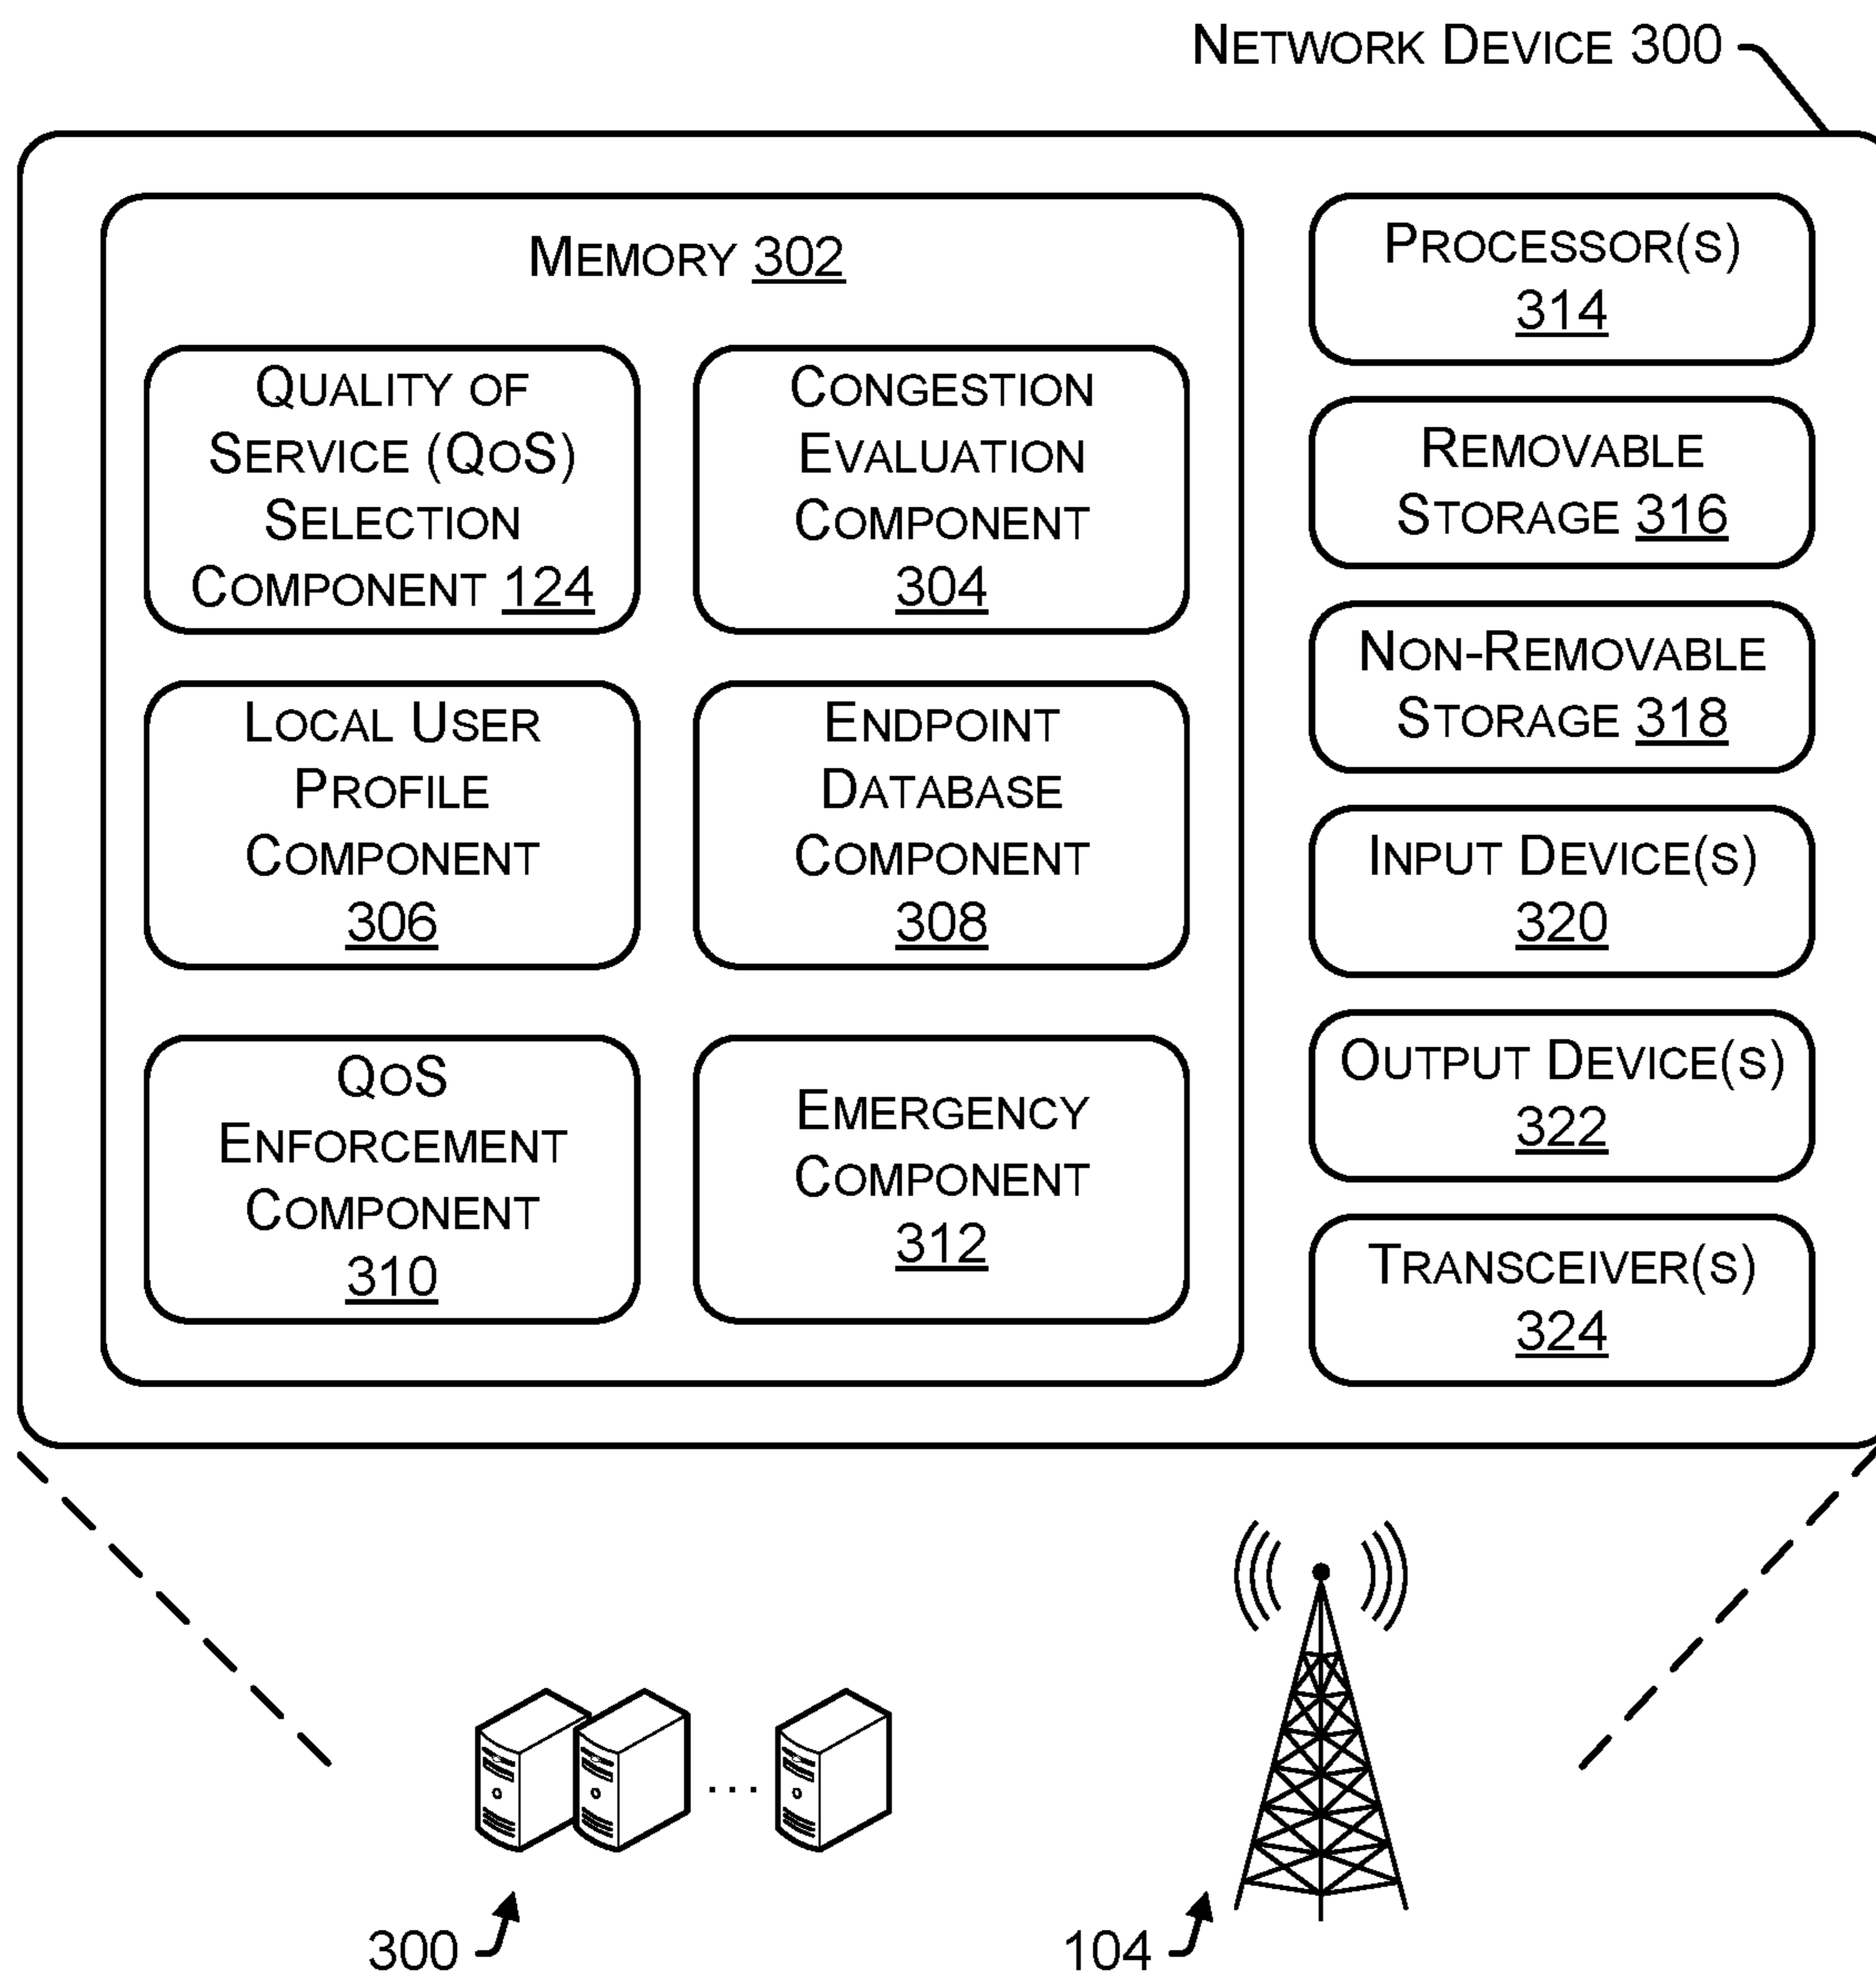 NETWORK DEVICE 300
MEMORY 302
QUALITY OF
SERVICE (QOS)
SELECTION
COMPONENT 124
CONGESTION
EVALUATION
COMPONENT
304
LOCAL USER
PROFILE
COMPONENT
306
ENDPOINT
DATABASE
COMPONENT
308
QOS
ENFORCEMENT
COMPONENT
310
EMERGENCY
COMPONENT
312
PROCESSOR(S)
314
REMOVABLE
STORAGE 316
NON-REMOVABLE
STORAGE 318
INPUT DEVICE(S)
320
OUTPUT DEVICE(S)
322
TRANSCEIVER(S)
324
...
300
104